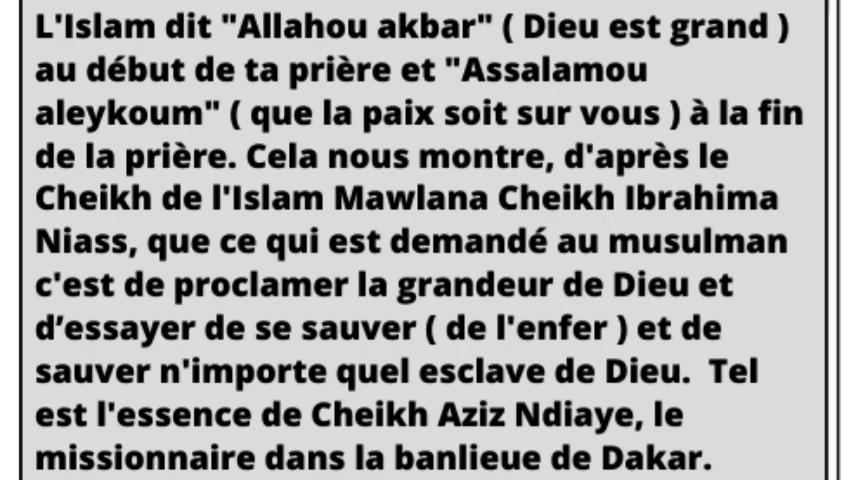 L'Islam dit "Allahou akbar" ( Dieu est grand )
au début de ta prière et "Assalamou
aleykoum" ( que la paix soit sur vous ) à la fin
de la prière. Cela nous montre, d'après le
Cheikh de l'Islam Mawlana Cheikh Ibrahima
Niass, que ce qui est demandé au musulman
c'est de proclamer la grandeur de Dieu et
d’essayer de se sauver ( de l'enfer ) et de
sauver n'importe quel esclave de Dieu.  Tel
est l'essence de Cheikh Aziz Ndiaye, le
missionnaire dans la banlieue de Dakar.